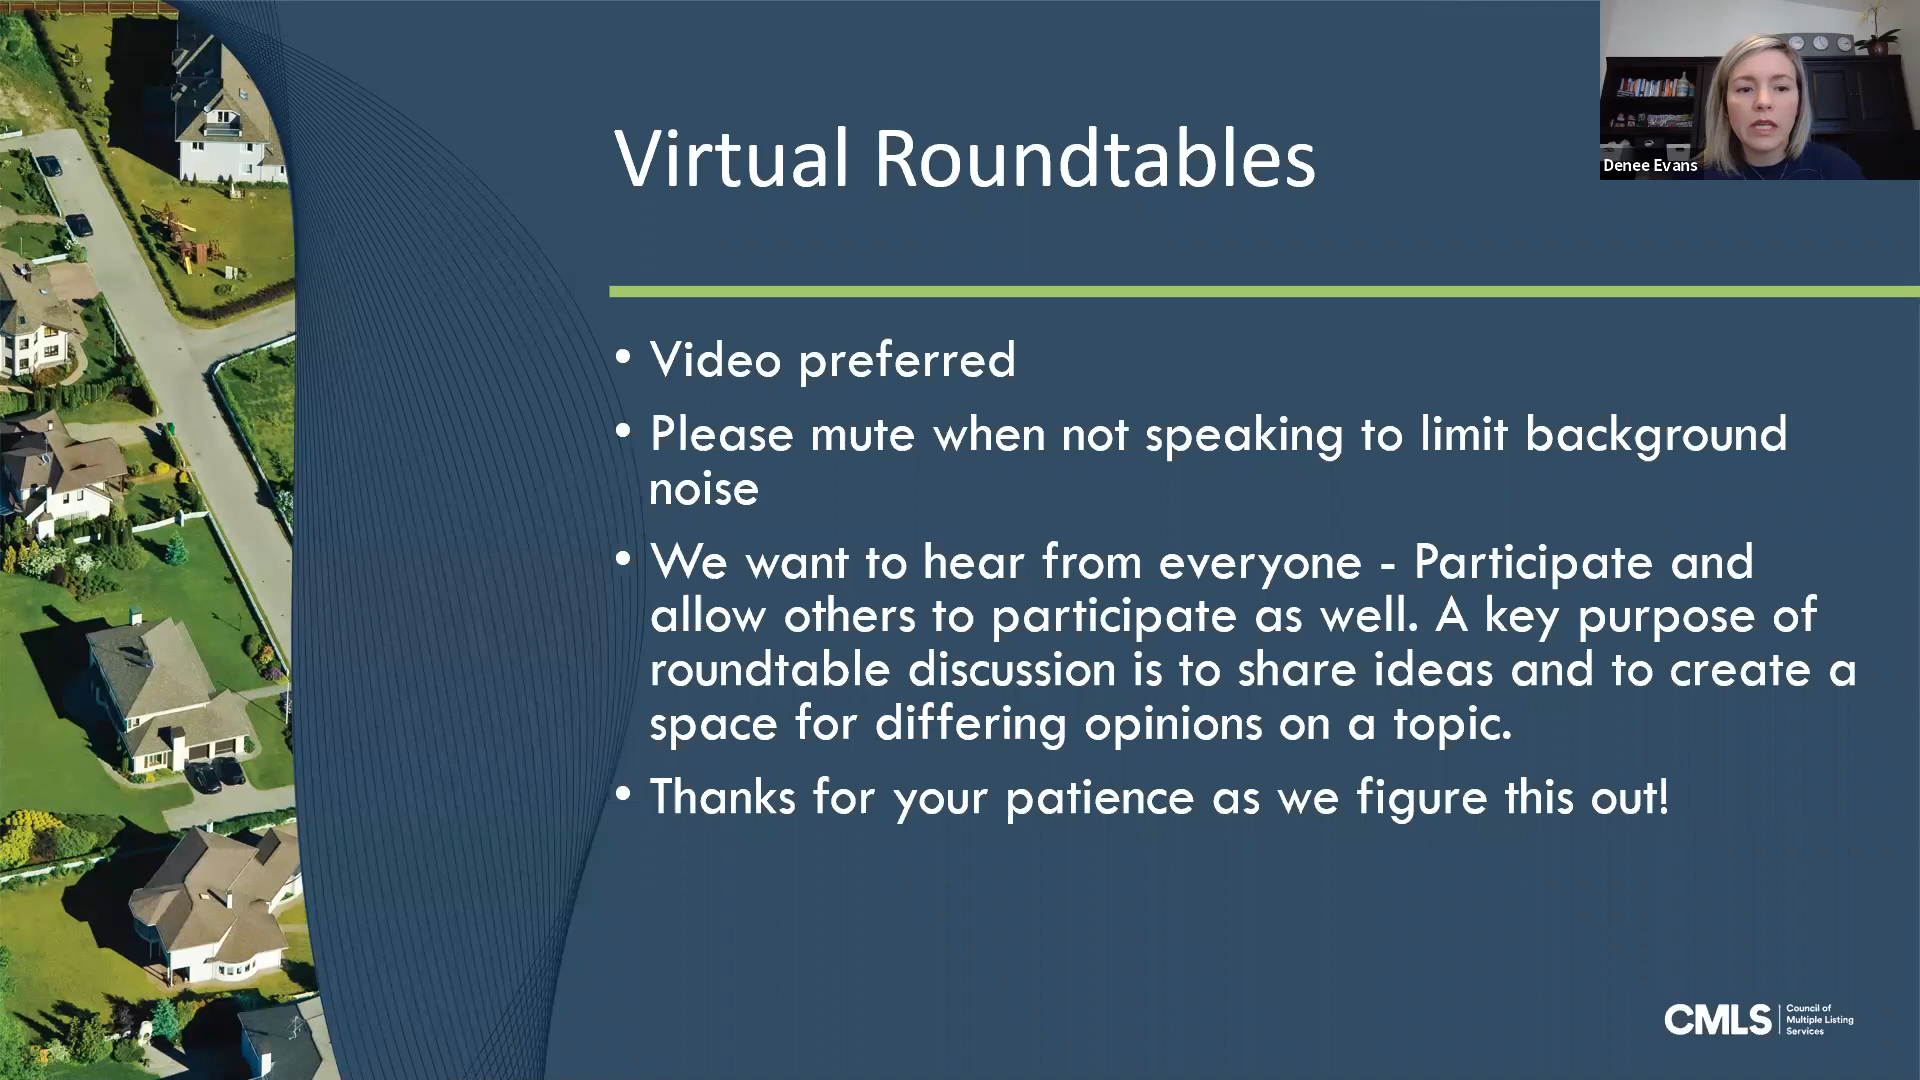 Virtual Roundtables
Denee Evans
• Video preferred
• Please mute when not speaking to limit background
noise
• We want to hear from everyone - Participate and
allow others to participate as well. A key purpose of
roundtable discussion is to share ideas and to create a
space for differing opinions on a topic.
• Thanks for your patience as we figure this out!
CMLS
Council of
Multiple Listing
Services